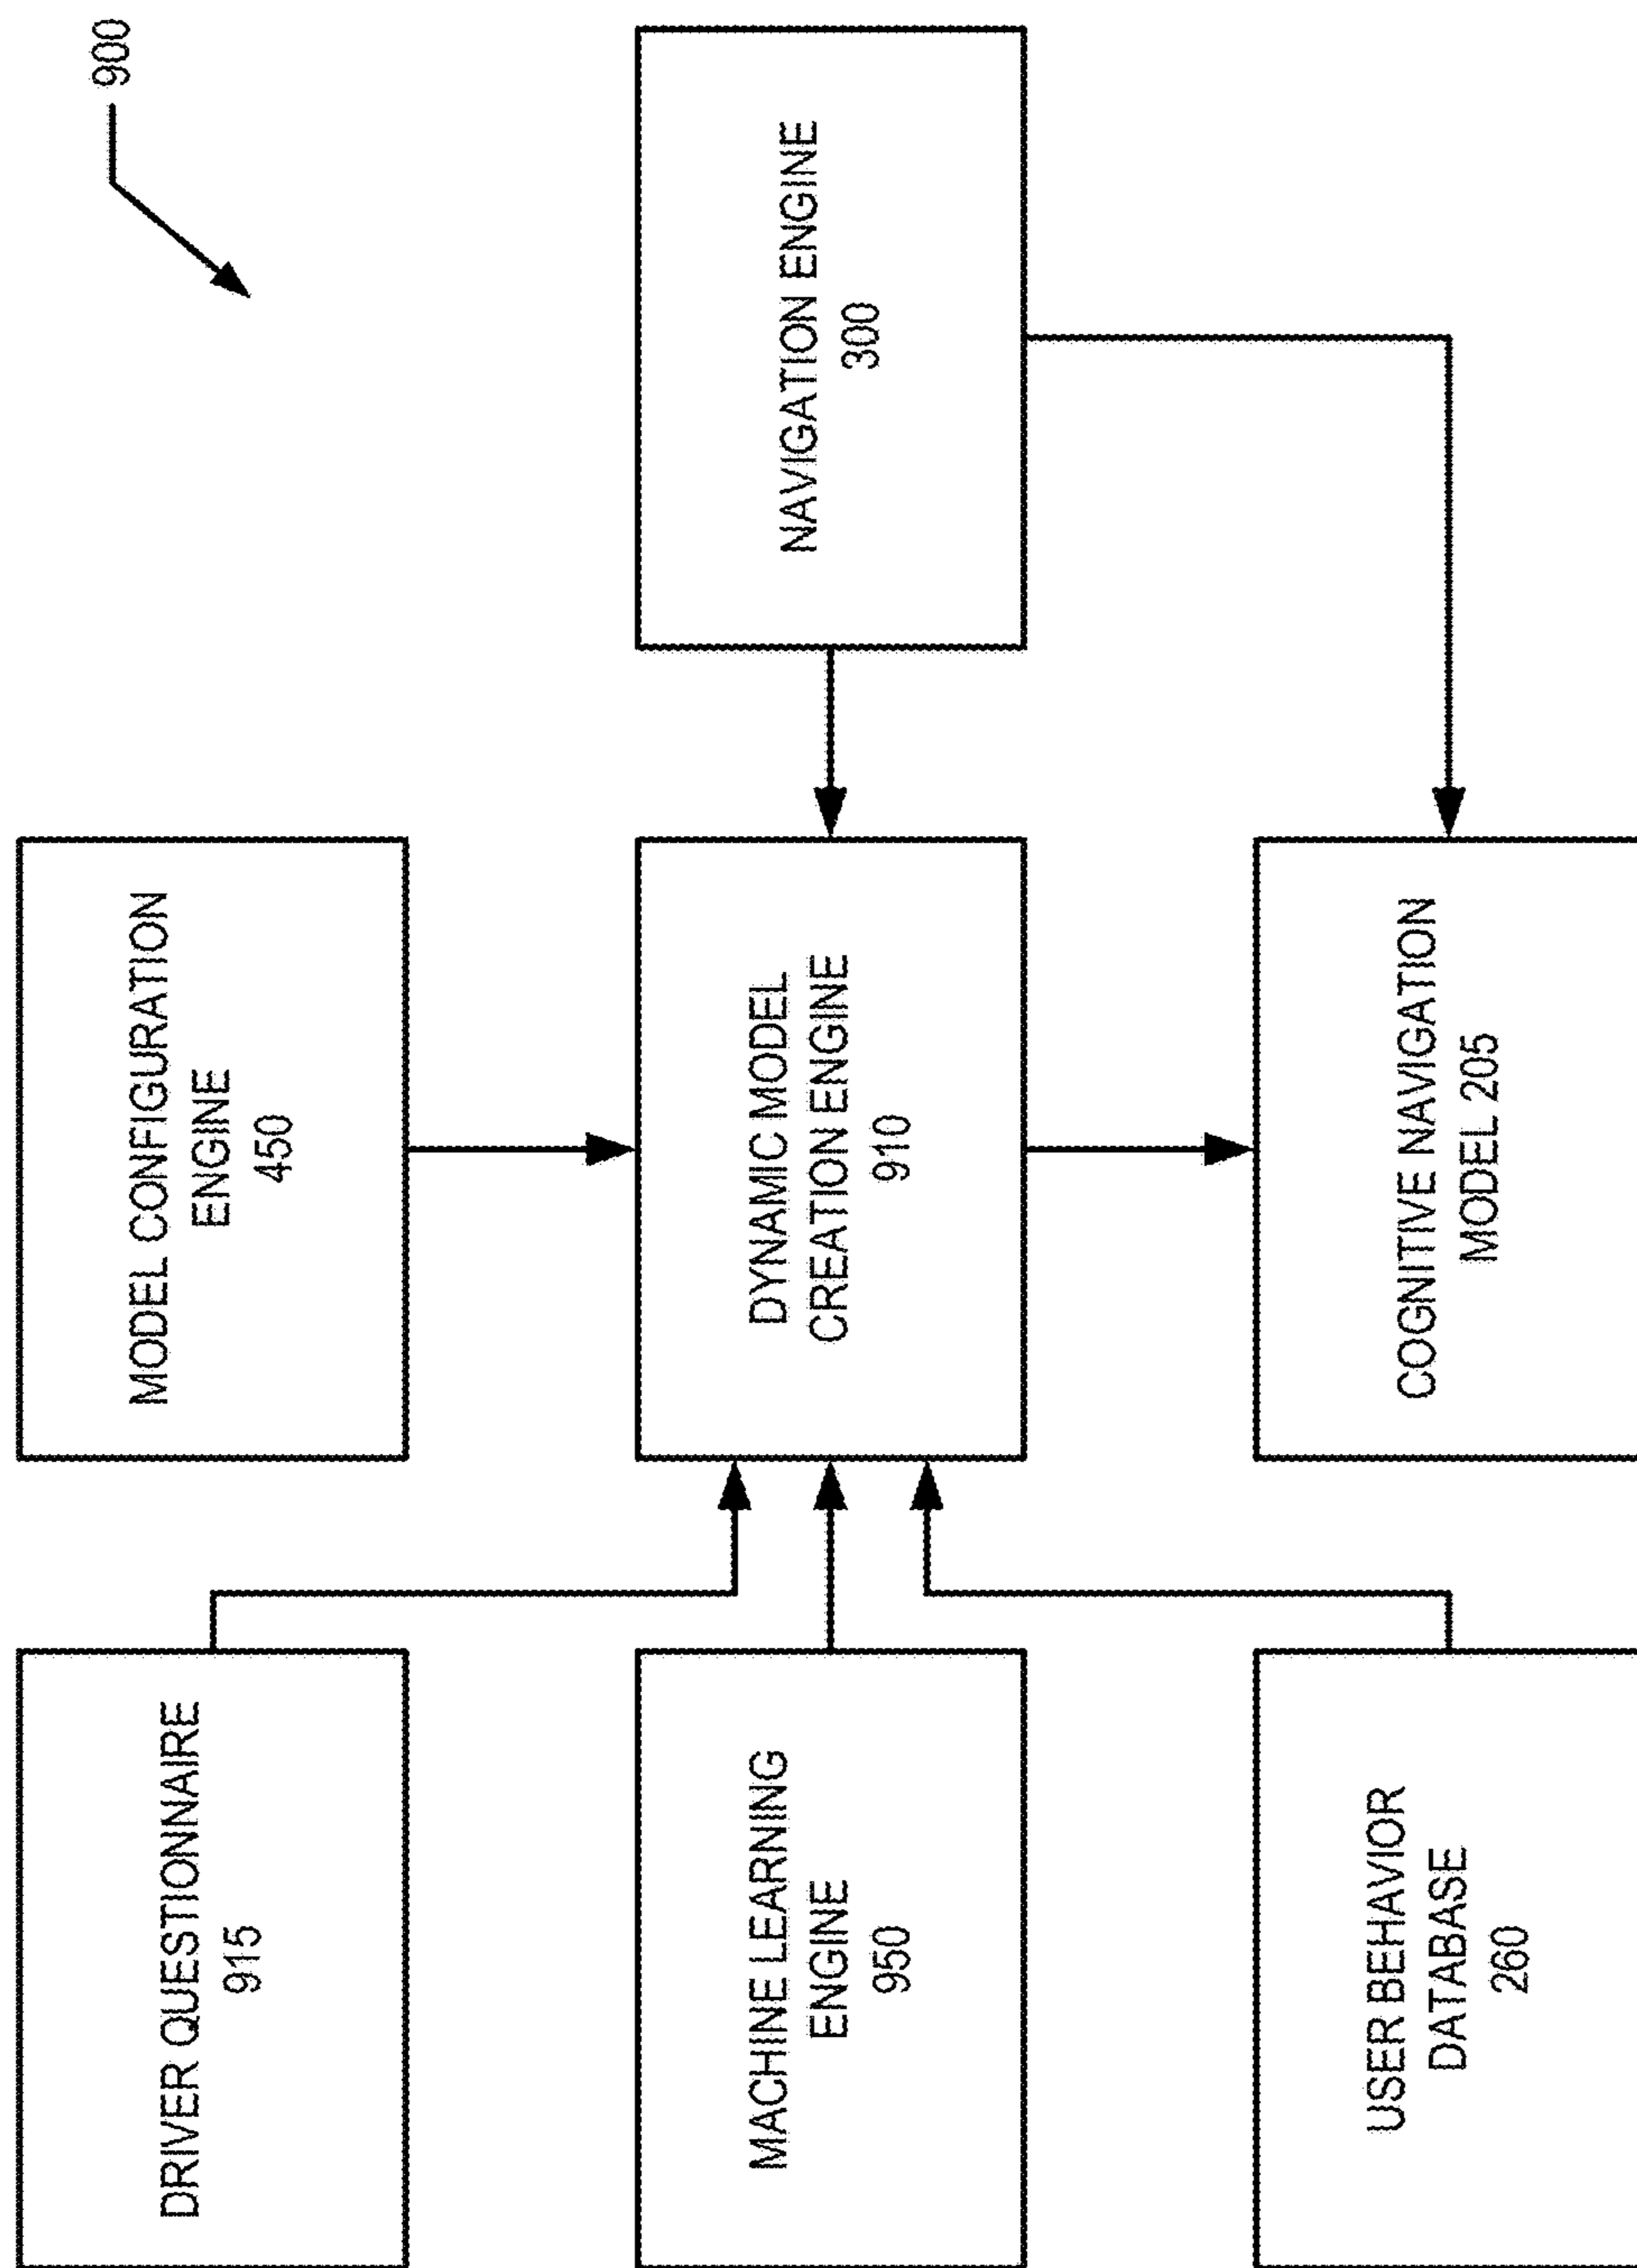 900
DRIVER QUESTIONNAIRE
915
MODEL CONFIGURATION
ENGINE
450
MACHINE LEARNING
ENGINE
950
DYNAMIC MODEL
CREATION ENGINE
910
NAVIGATION ENGINE
300
USER BEHAVIOR
DATABASE
260
COGNITIVE NAVIGATION
MODEL 205